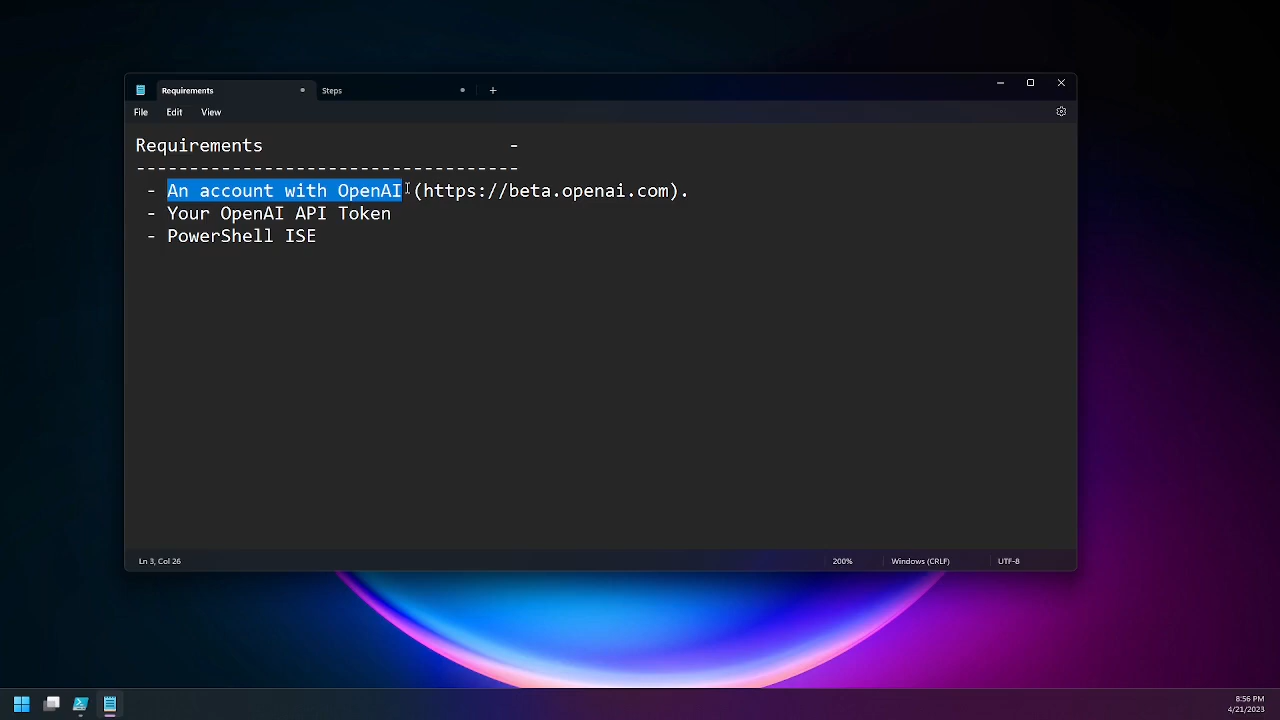 Requirements
Steps
File Edit View
Requirements -
------------------------------------
- An account with OpenAI (https://beta.openai.com).
- Your OpenAI API Token
- PowerShell ISE
Ln 3, Col 26 200% Windows (CRLF) UTF-8
8:56 PM
4/21/2023